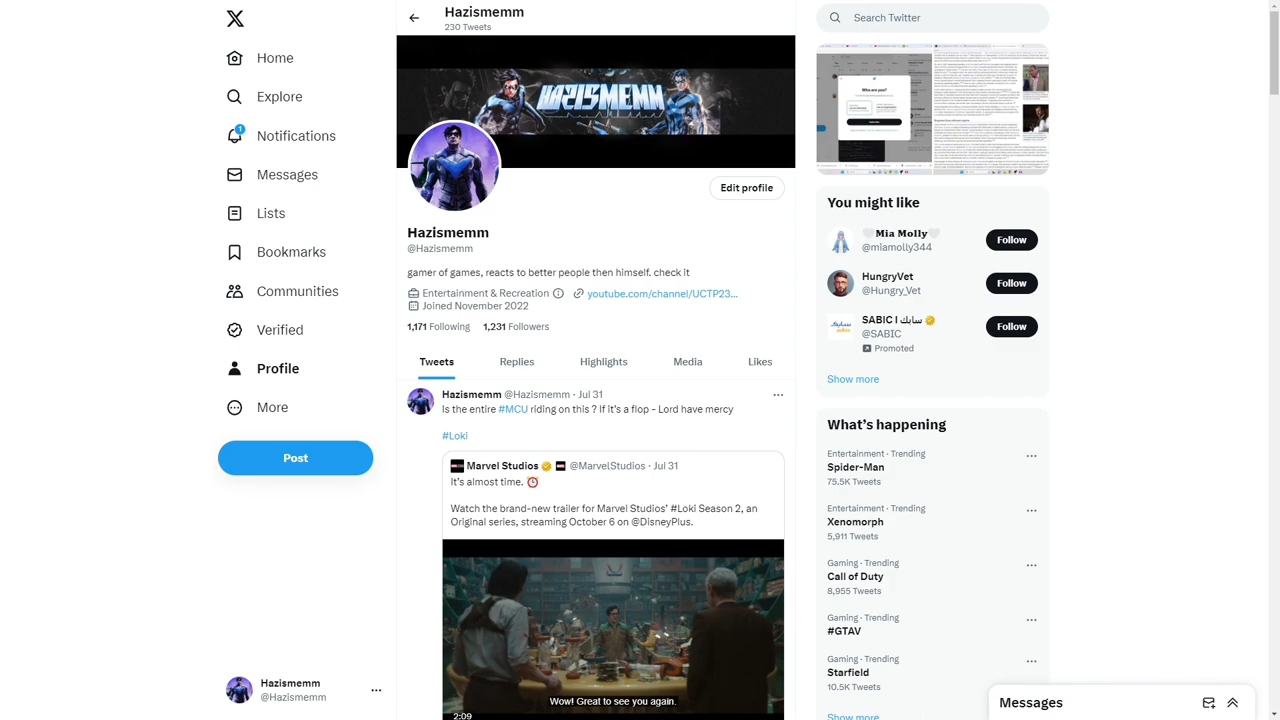 Hazismemm
230 Tweets
Home
Notifications
Lists
Bookmarks
Communities
Verified
Profile
More
Post
Hazismemm
@Hazismemm
Edit profile
Hazismemm
@Hazismemm
gamer of games, reacts to better people then himself. check it
Entertainment & Recreation
youtube.com/channel/UCTP23...
Joined November 2022
1,171 Following 1,231 Followers
Tweets Replies Highlights Media Likes
Hazismemm @Hazismemm · Jul 31
Is the entire #MCU riding on this ? If it's a flop - Lord have mercy
#Loki
Marvel Studios @MarvelStudios · Jul 31
It's almost time.
Watch the brand-new trailer for Marvel Studios' #Loki Season 2, an
Original series, streaming October 6 on @DisneyPlus.
Wow! Great to see you again.
2:09
Search Twitter
Who are you?
You might like
Mia Molly
@miamolly344
Follow
HungryVet
@Hungry_Vet
Follow
SABIC I سابك
@SABIC
Promoted
Follow
Show more
What's happening
Entertainment · Trending
Spider-Man
75.5K Tweets
Entertainment · Trending
Xenomorph
5,911 Tweets
Gaming · Trending
Call of Duty
8,955 Tweets
Gaming · Trending
#GTAV
Gaming · Trending
Starfield
10.5K Tweets
Show more
Messages